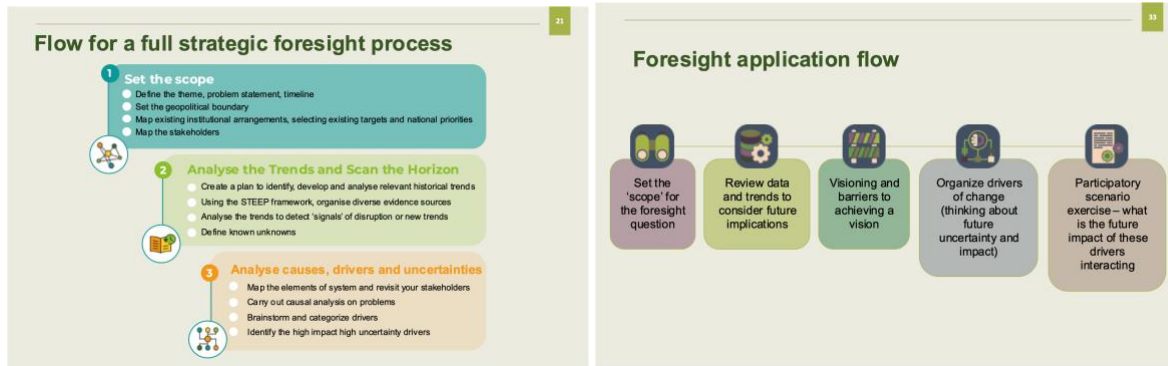 21
Flow for a full strategic foresight process
1
Set the scope
Define the theme, problem statement, timeline
Set the geopolitical boundary
Map existing institutional arrangements, selecting existing targets and national priorities
Map the stakeholders
2
Analyse the Trends and Scan the Horizon
Create a plan to identify, develop and analyse relevant historical trends
Using the STEEP framework, organise diverse evidence sources
Analyse the trends to detect 'signals' of disruption or new trends
Define known unknowns
3
Analyse causes, drivers and uncertainties
Map the elements of system and revisit your stakeholders
Carry out causal analysis on problems
Brainstorm and categorize drivers
Identify the high impact high uncertainty drivers
33
Foresight application flow
Set the
'scope' for
the foresight
question
Review data
and trends to
consider future
implications
Visioning and
barriers to
achieving a
vision
Organize drivers
of change
(thinking about
future
uncertainty and
impact)
Participatory
scenario
exercise – what
is the future
impact of these
drivers
interacting